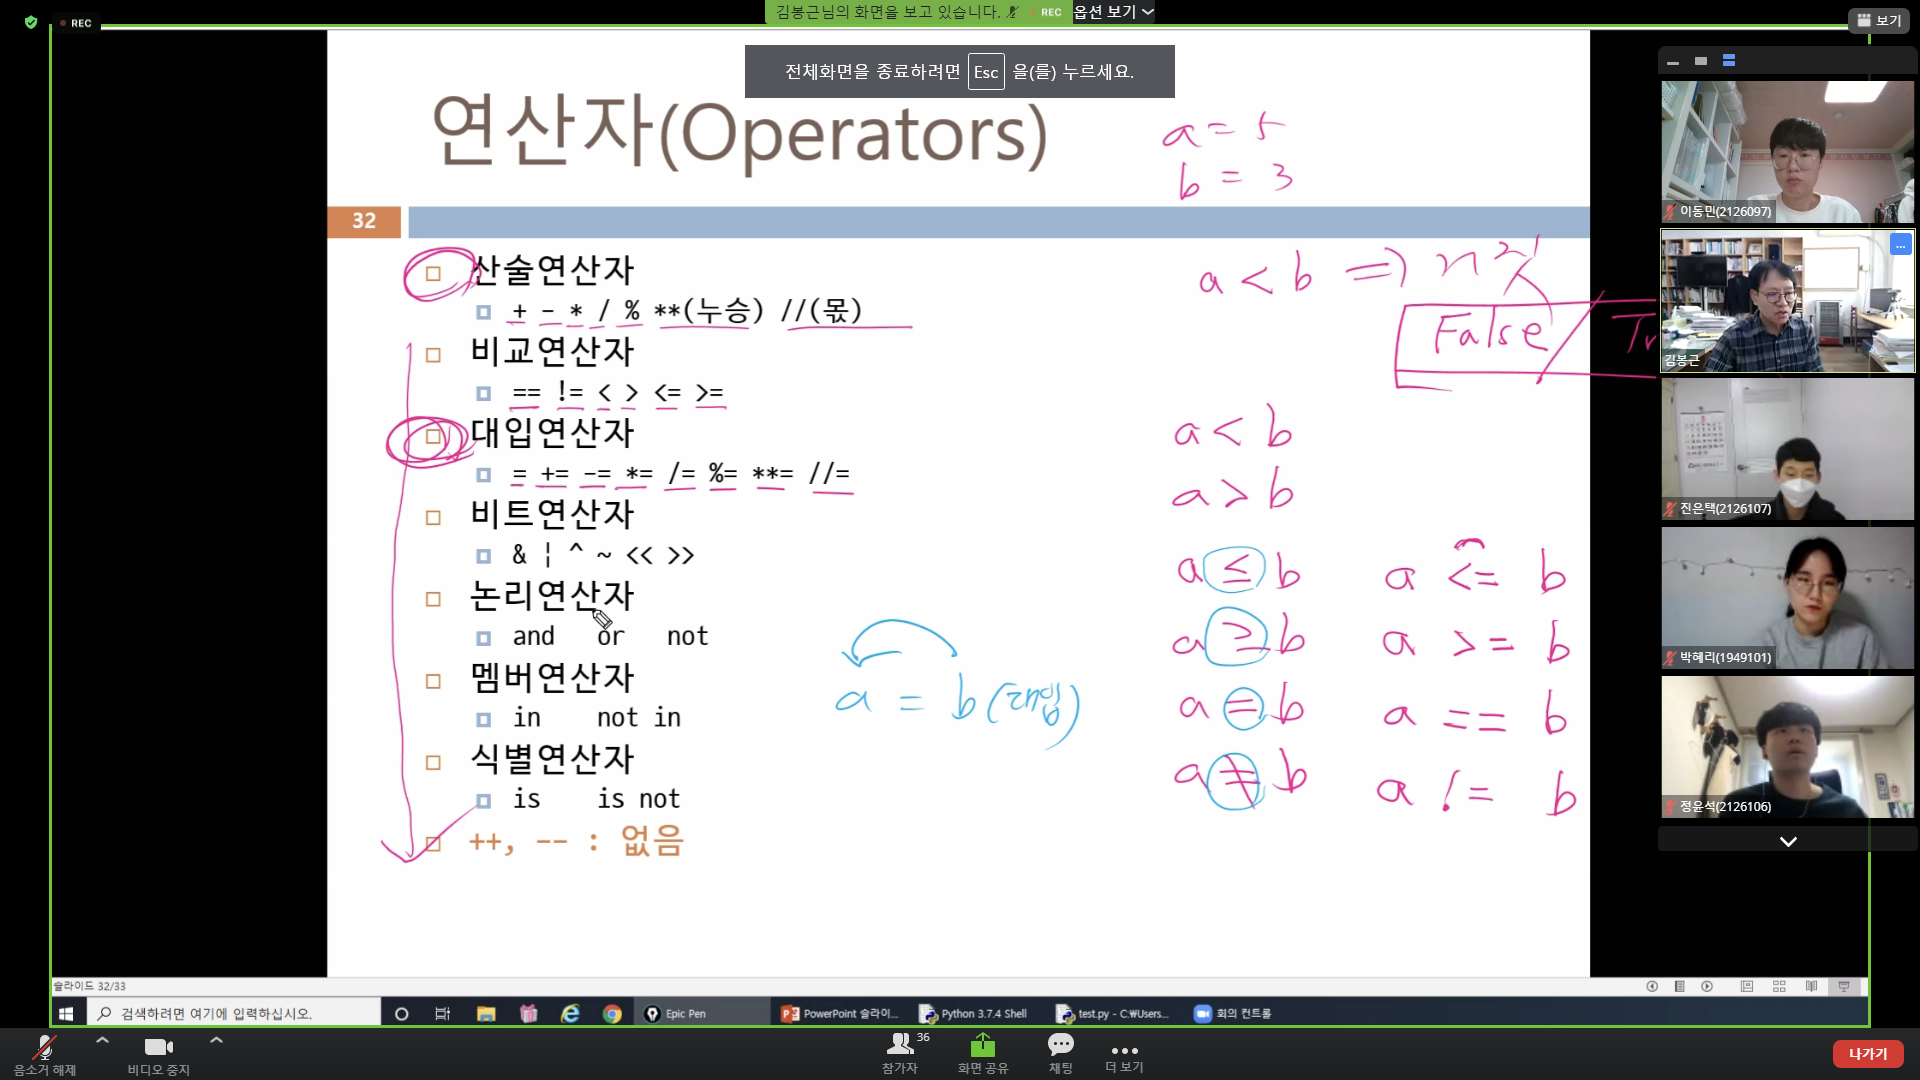 REC
김봉근님의 화면을 보고 있습니다. REC 옵션 보기
보기
전체화면을 종료하려면 Esc 을(를) 누르세요.
연산자(Operators)
a = 5
b = 3
32
산술연산자
+ - * / % **(누승) //(몫)
비교연산자
== != < > <= >=
대입연산자
= += -= *= /= %= **= //=
비트연산자
& | ^ ~ << >>
논리연산자
and or not
멤버연산자
in not in
식별연산자
is is not
++, -- : 없음
a < b =>
False / Tr
a < b
a > b
a ≤ b a <= b
a ≥ b a >= b
a = b (대입)
a = b a == b
a ≠ b a != b
이동민(2126097)
김봉근
진은택(2126107)
박혜리(1949101)
정윤석(2126106)
슬라이드 32/33
검색하려면 여기에 입력하십시오.
Epic Pen
PowerPoint 슬라이...
Python 3.7.4 Shell
test.py - C:₩Users...
회의 컨트롤
음소거 해제
비디오 중지
36
참가자
화면 공유
채팅
더 보기
나가기